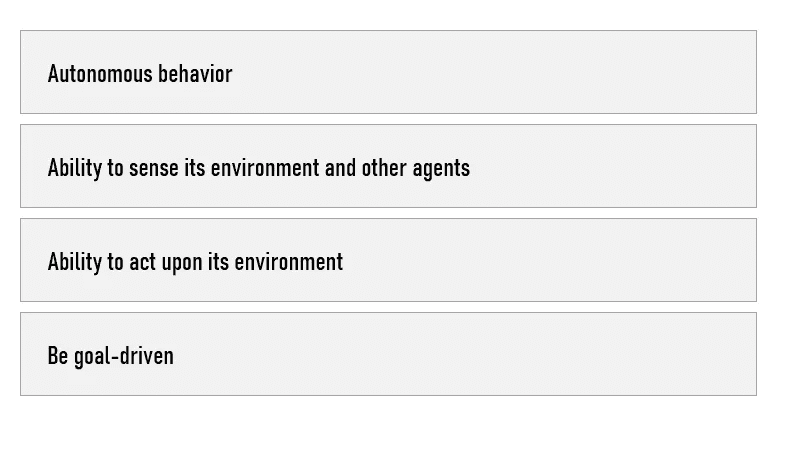 Autonomous behavior
Ability to sense its environment and other agents
Ability to act upon its environment
Be goal-driven